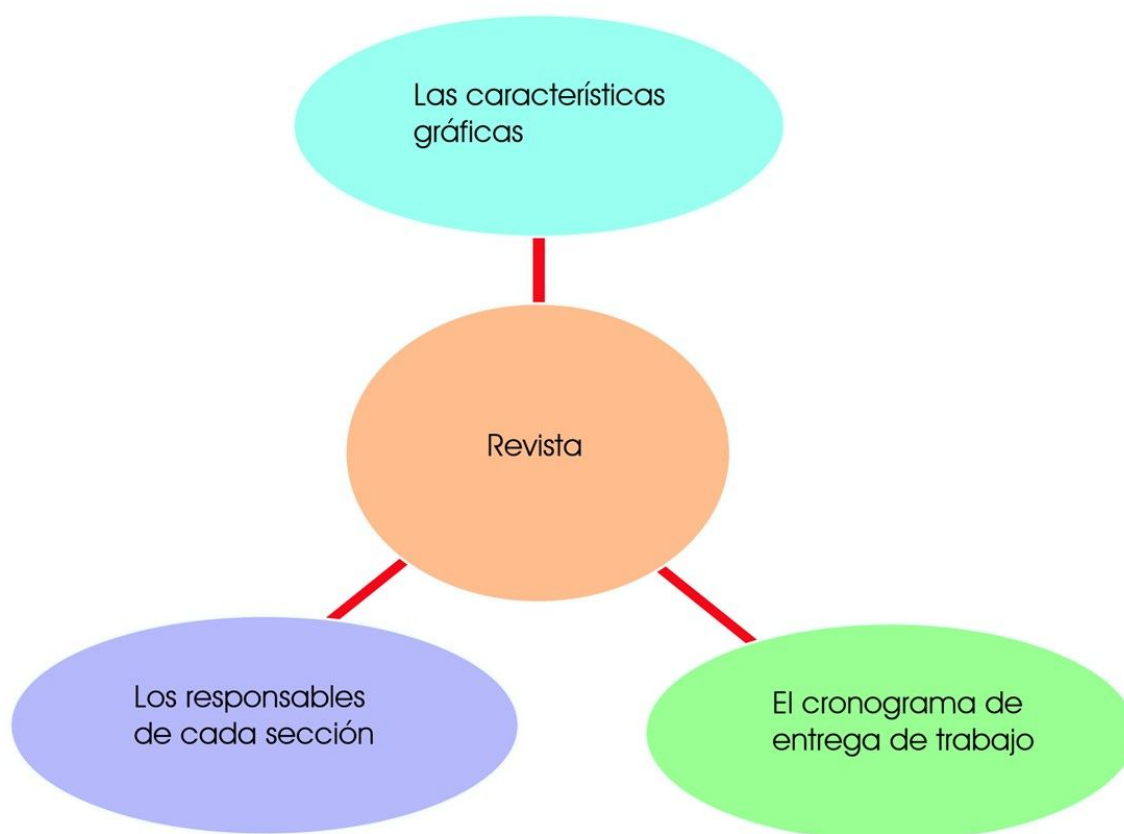 Las características
gráficas
Revista
Los responsables
de cada sección
El cronograma de
entrega de trabajo